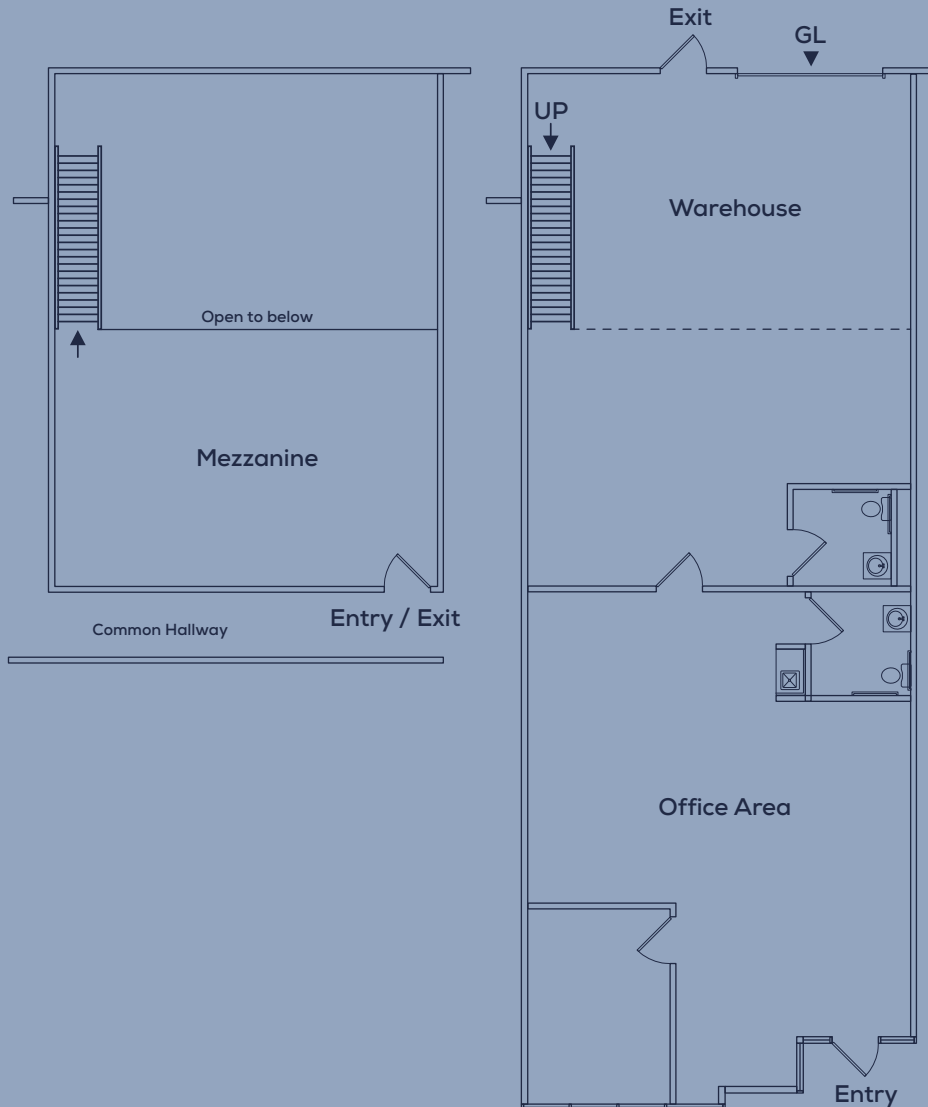 Exit
GL
UP
Warehouse
Open to below
Mezzanine
Entry / Exit
Common Hallway
Office Area
Entry